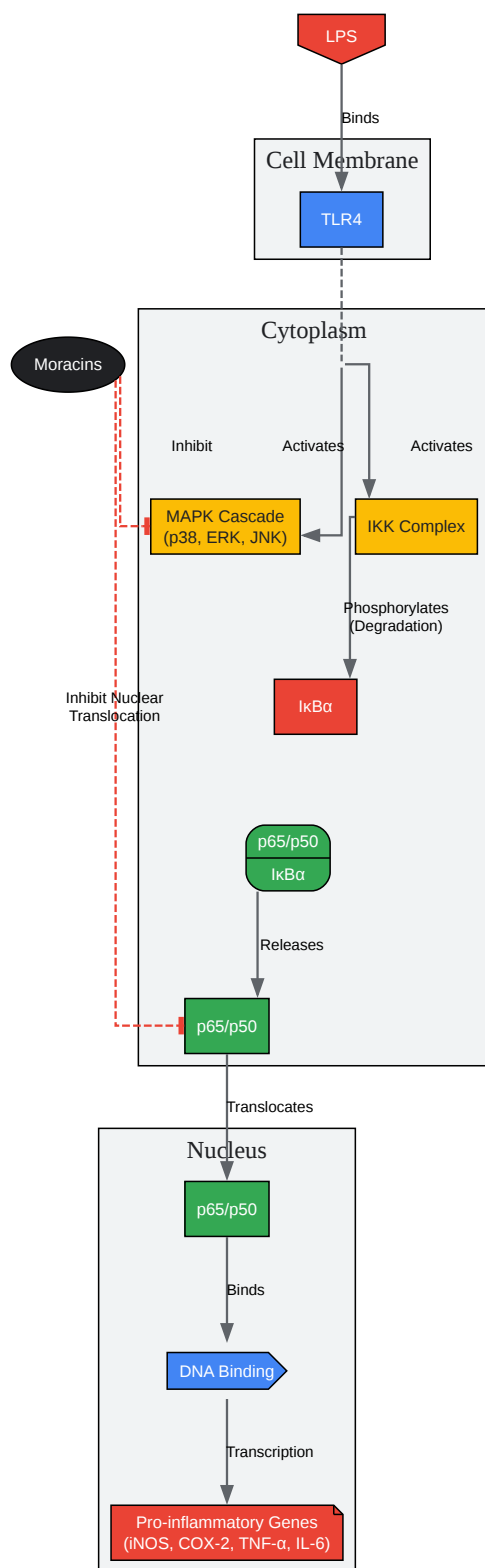 LPS
Binds
Cell Membrane
TLR4
Cytoplasm
Moracins
Inhibit
Activates
Activates
MAPK Cascade
(p38, ERK, JNK)
IKK Complex
Phosphorylates
(Degradation)
IκBα
Inhibit Nuclear
Translocation
p65/p50
IκBα
Releases
p65/p50
Translocates
Nucleus
p65/p50
Binds
DNA Binding
Transcription
Pro-inflammatory Genes
(iNOS, COX-2, TNF-α, IL-6)